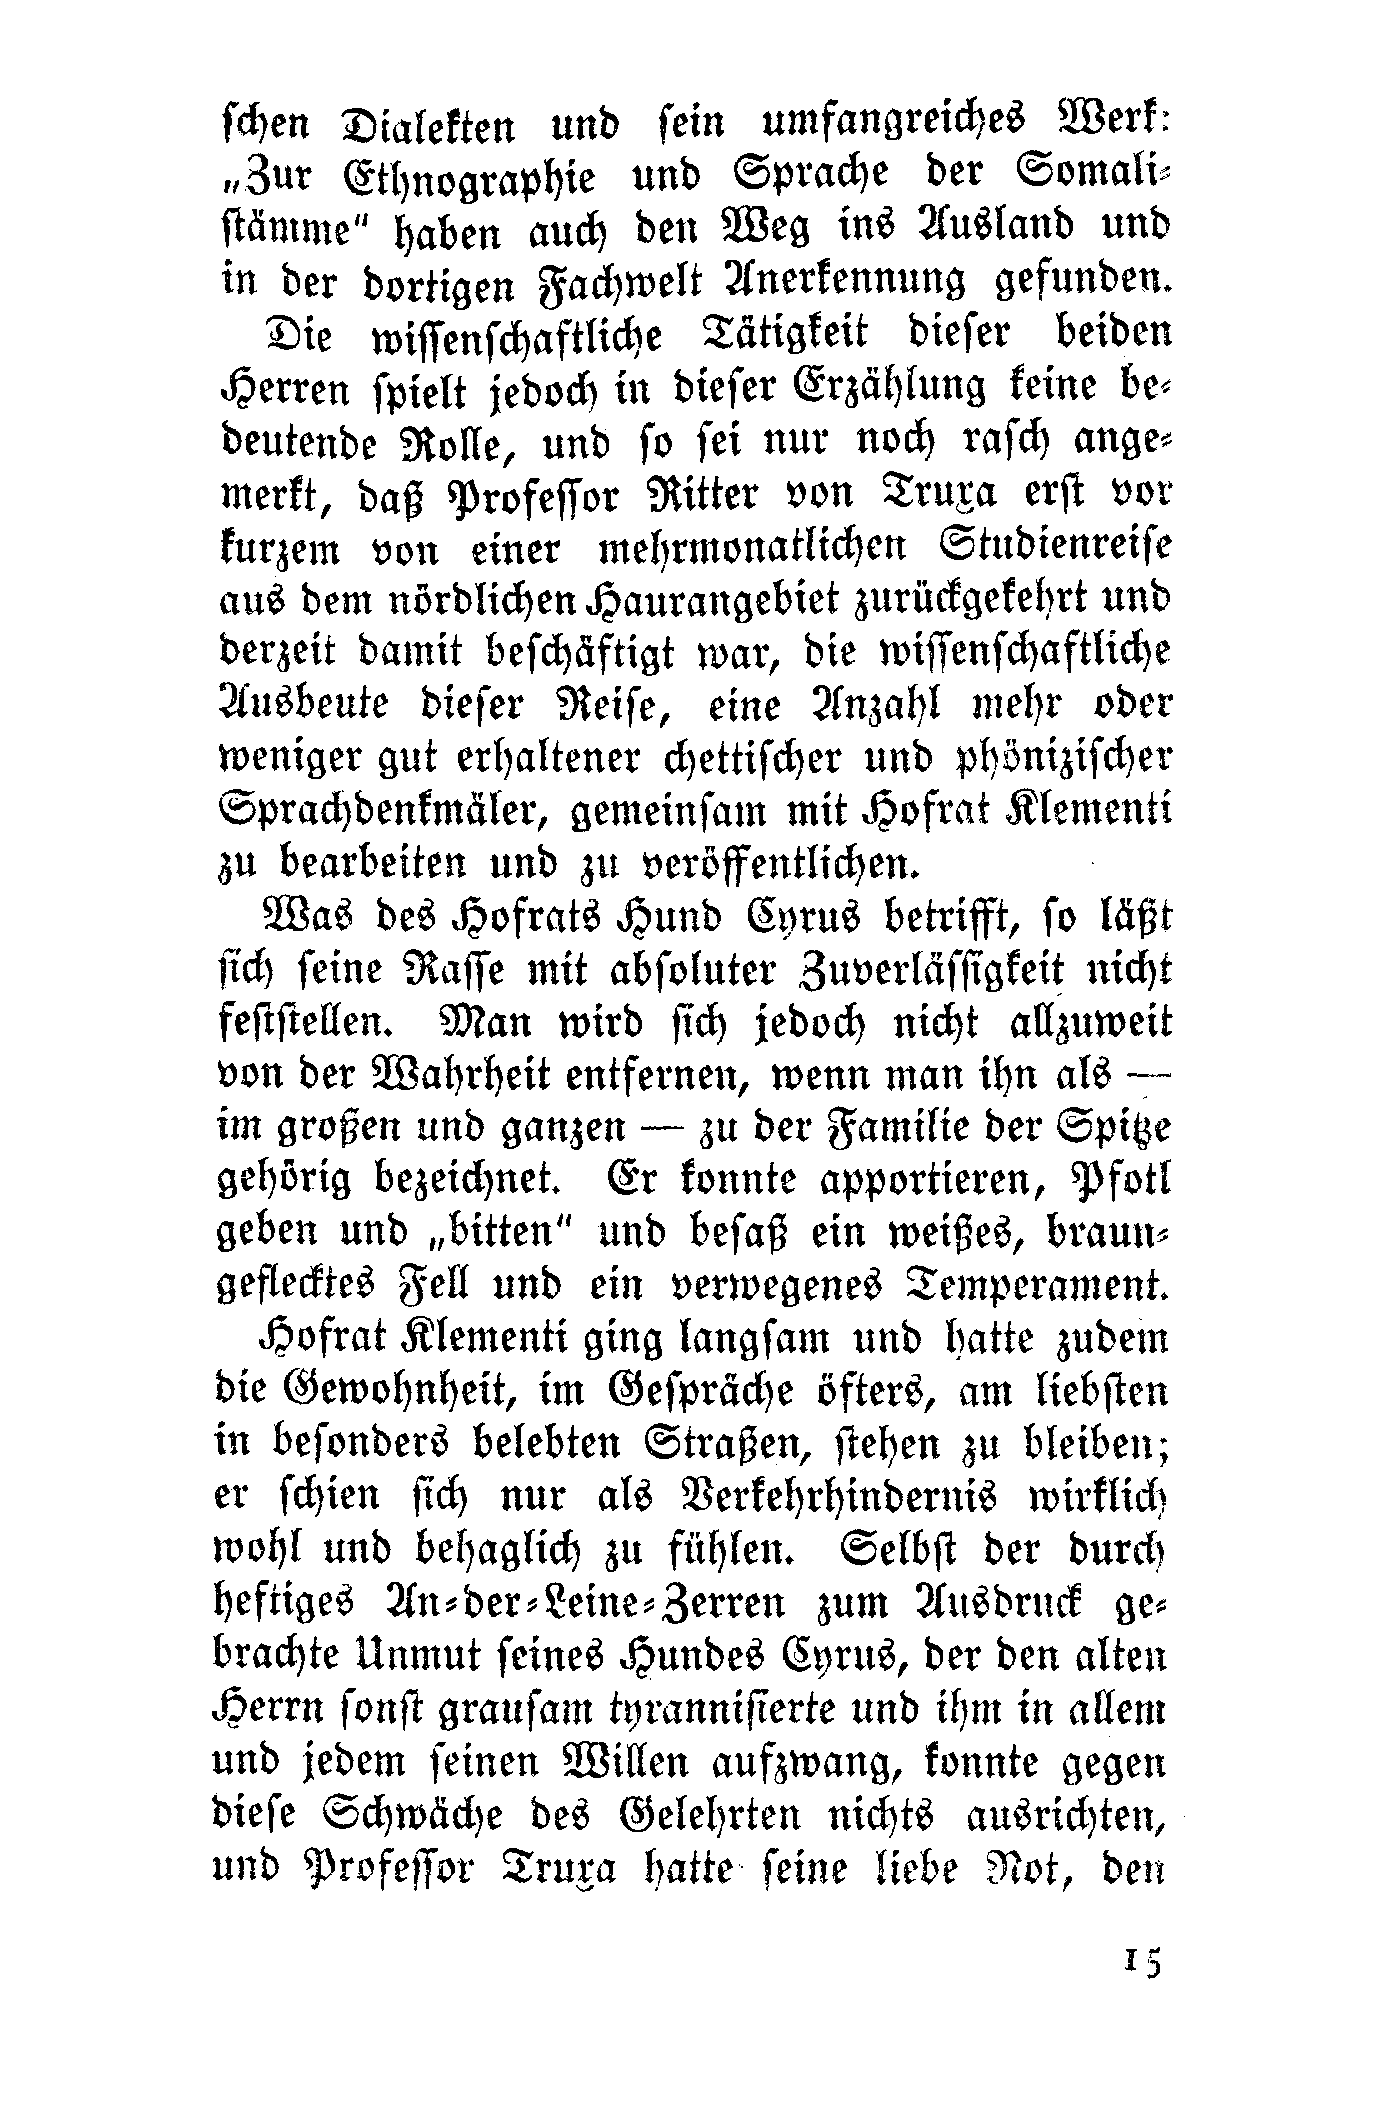 schen Dialekten und sein umfangreiches Werk:
„Zur Ethnographie und Sprache der Somali-
stämme“ haben auch den Weg ins Ausland und
in der dortigen Fachwelt Anerkennung gefunden.
Die wissenschaftliche Tätigkeit dieser beiden
Herren spielt jedoch in dieser Erzählung keine be-
deutende Rolle, und so sei nur noch rasch ange-
merkt, daß Professor Ritter von Truxa erst vor
kurzem von einer mehrmonatlichen Studienreise
aus dem nördlichen Haurangebiet zurückgekehrt und
derzeit damit beschäftigt war, die wissenschaftliche
Ausbeute dieser Reise, eine Anzahl mehr oder
weniger gut erhaltener chettischer und phönizischer
Sprachdenkmäler, gemeinsam mit Hofrat Klementi
zu bearbeiten und zu veröffentlichen.
Was des Hofrats Hund Cyrus betrifft, so läßt
sich seine Rasse mit absoluter Zuverlässigkeit nicht
feststellen. Man wird sich jedoch nicht allzuweit
von der Wahrheit entfernen, wenn man ihn als —
im großen und ganzen — zu der Familie der Spitze
gehörig bezeichnet. Er konnte apportieren, Pfotl
geben und „bitten“ und besaß ein weißes, braun-
geflecktes Fell und ein verwegenes Temperament.
Hofrat Klementi ging langsam und hatte zudem
die Gewohnheit, im Gespräche öfters, am liebsten
in besonders belebten Straßen, stehen zu bleiben;
er schien sich nur als Verkehrhindernis wirklich
wohl und behaglich zu fühlen. Selbst der durch
heftiges An-der-Leine-Zerren zum Ausdruck ge-
brachte Unmut seines Hundes Cyrus, der den alten
Herrn sonst grausam tyrannisierte und ihm in allem
und jedem seinen Willen aufzwang, konnte gegen
diese Schwäche des Gelehrten nichts ausrichten,
und Professor Truxa hatte seine liebe Not, den
15